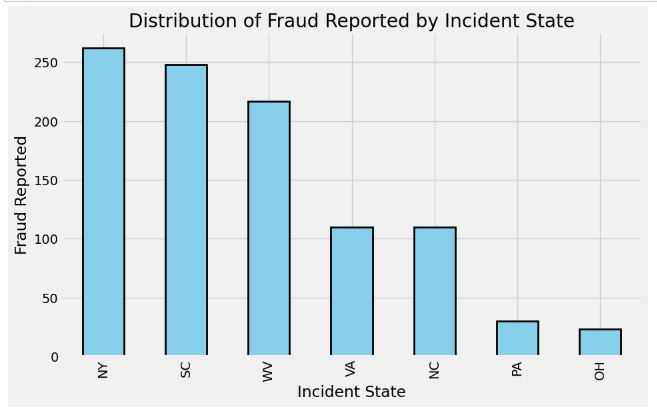 Distribution of Fraud Reported by Incident State
Fraud Reported
250
200
150
100
50
0
NY
SC
WV
VA
NC
PA
OH
Incident State